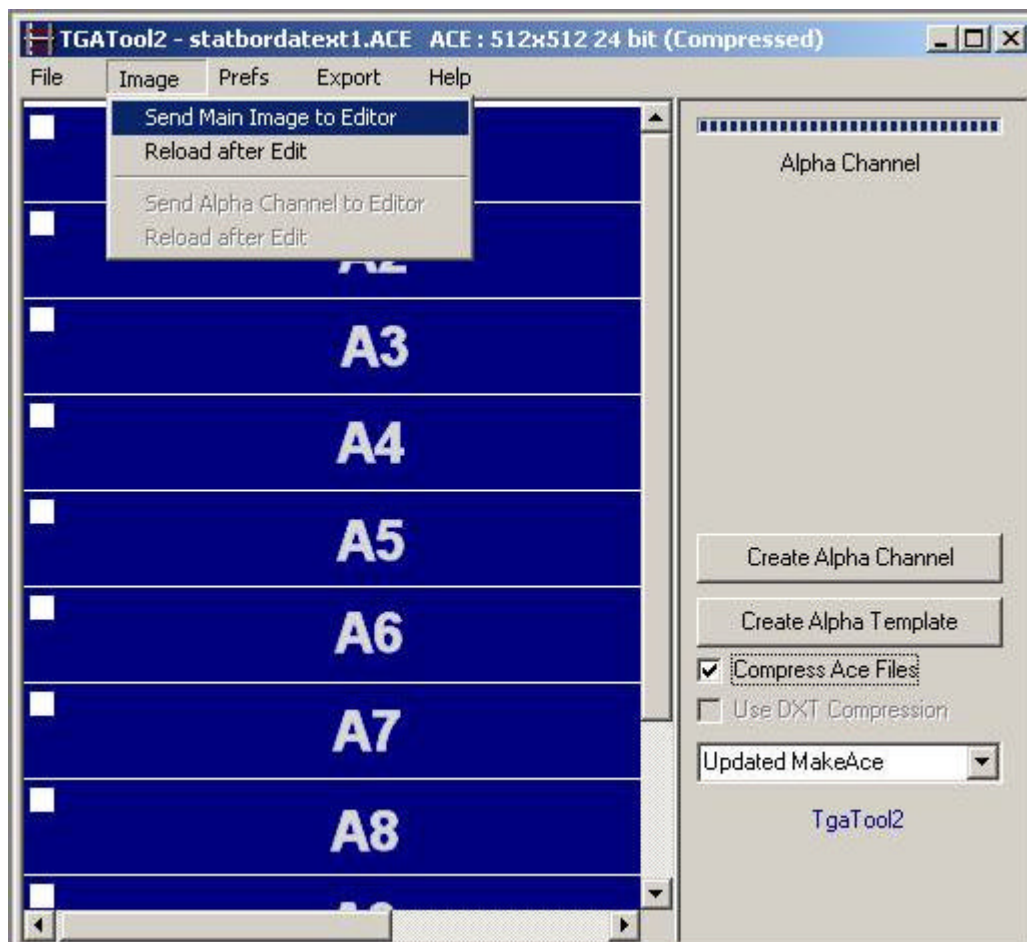 TGATool2 - statbordatext1.ACE ACE : 512x512 24 bit (Compressed)
File Image Prefs Export Help
Send Main Image to Editor
Reload after Edit
Send Alpha Channel to Editor
Reload after Edit
A2
A3
A4
A5
A6
A7
A8
Alpha Channel
Create Alpha Channel
Create Alpha Template
Compress Ace Files
Use DXT Compression
Updated MakeAce
TgaTool2